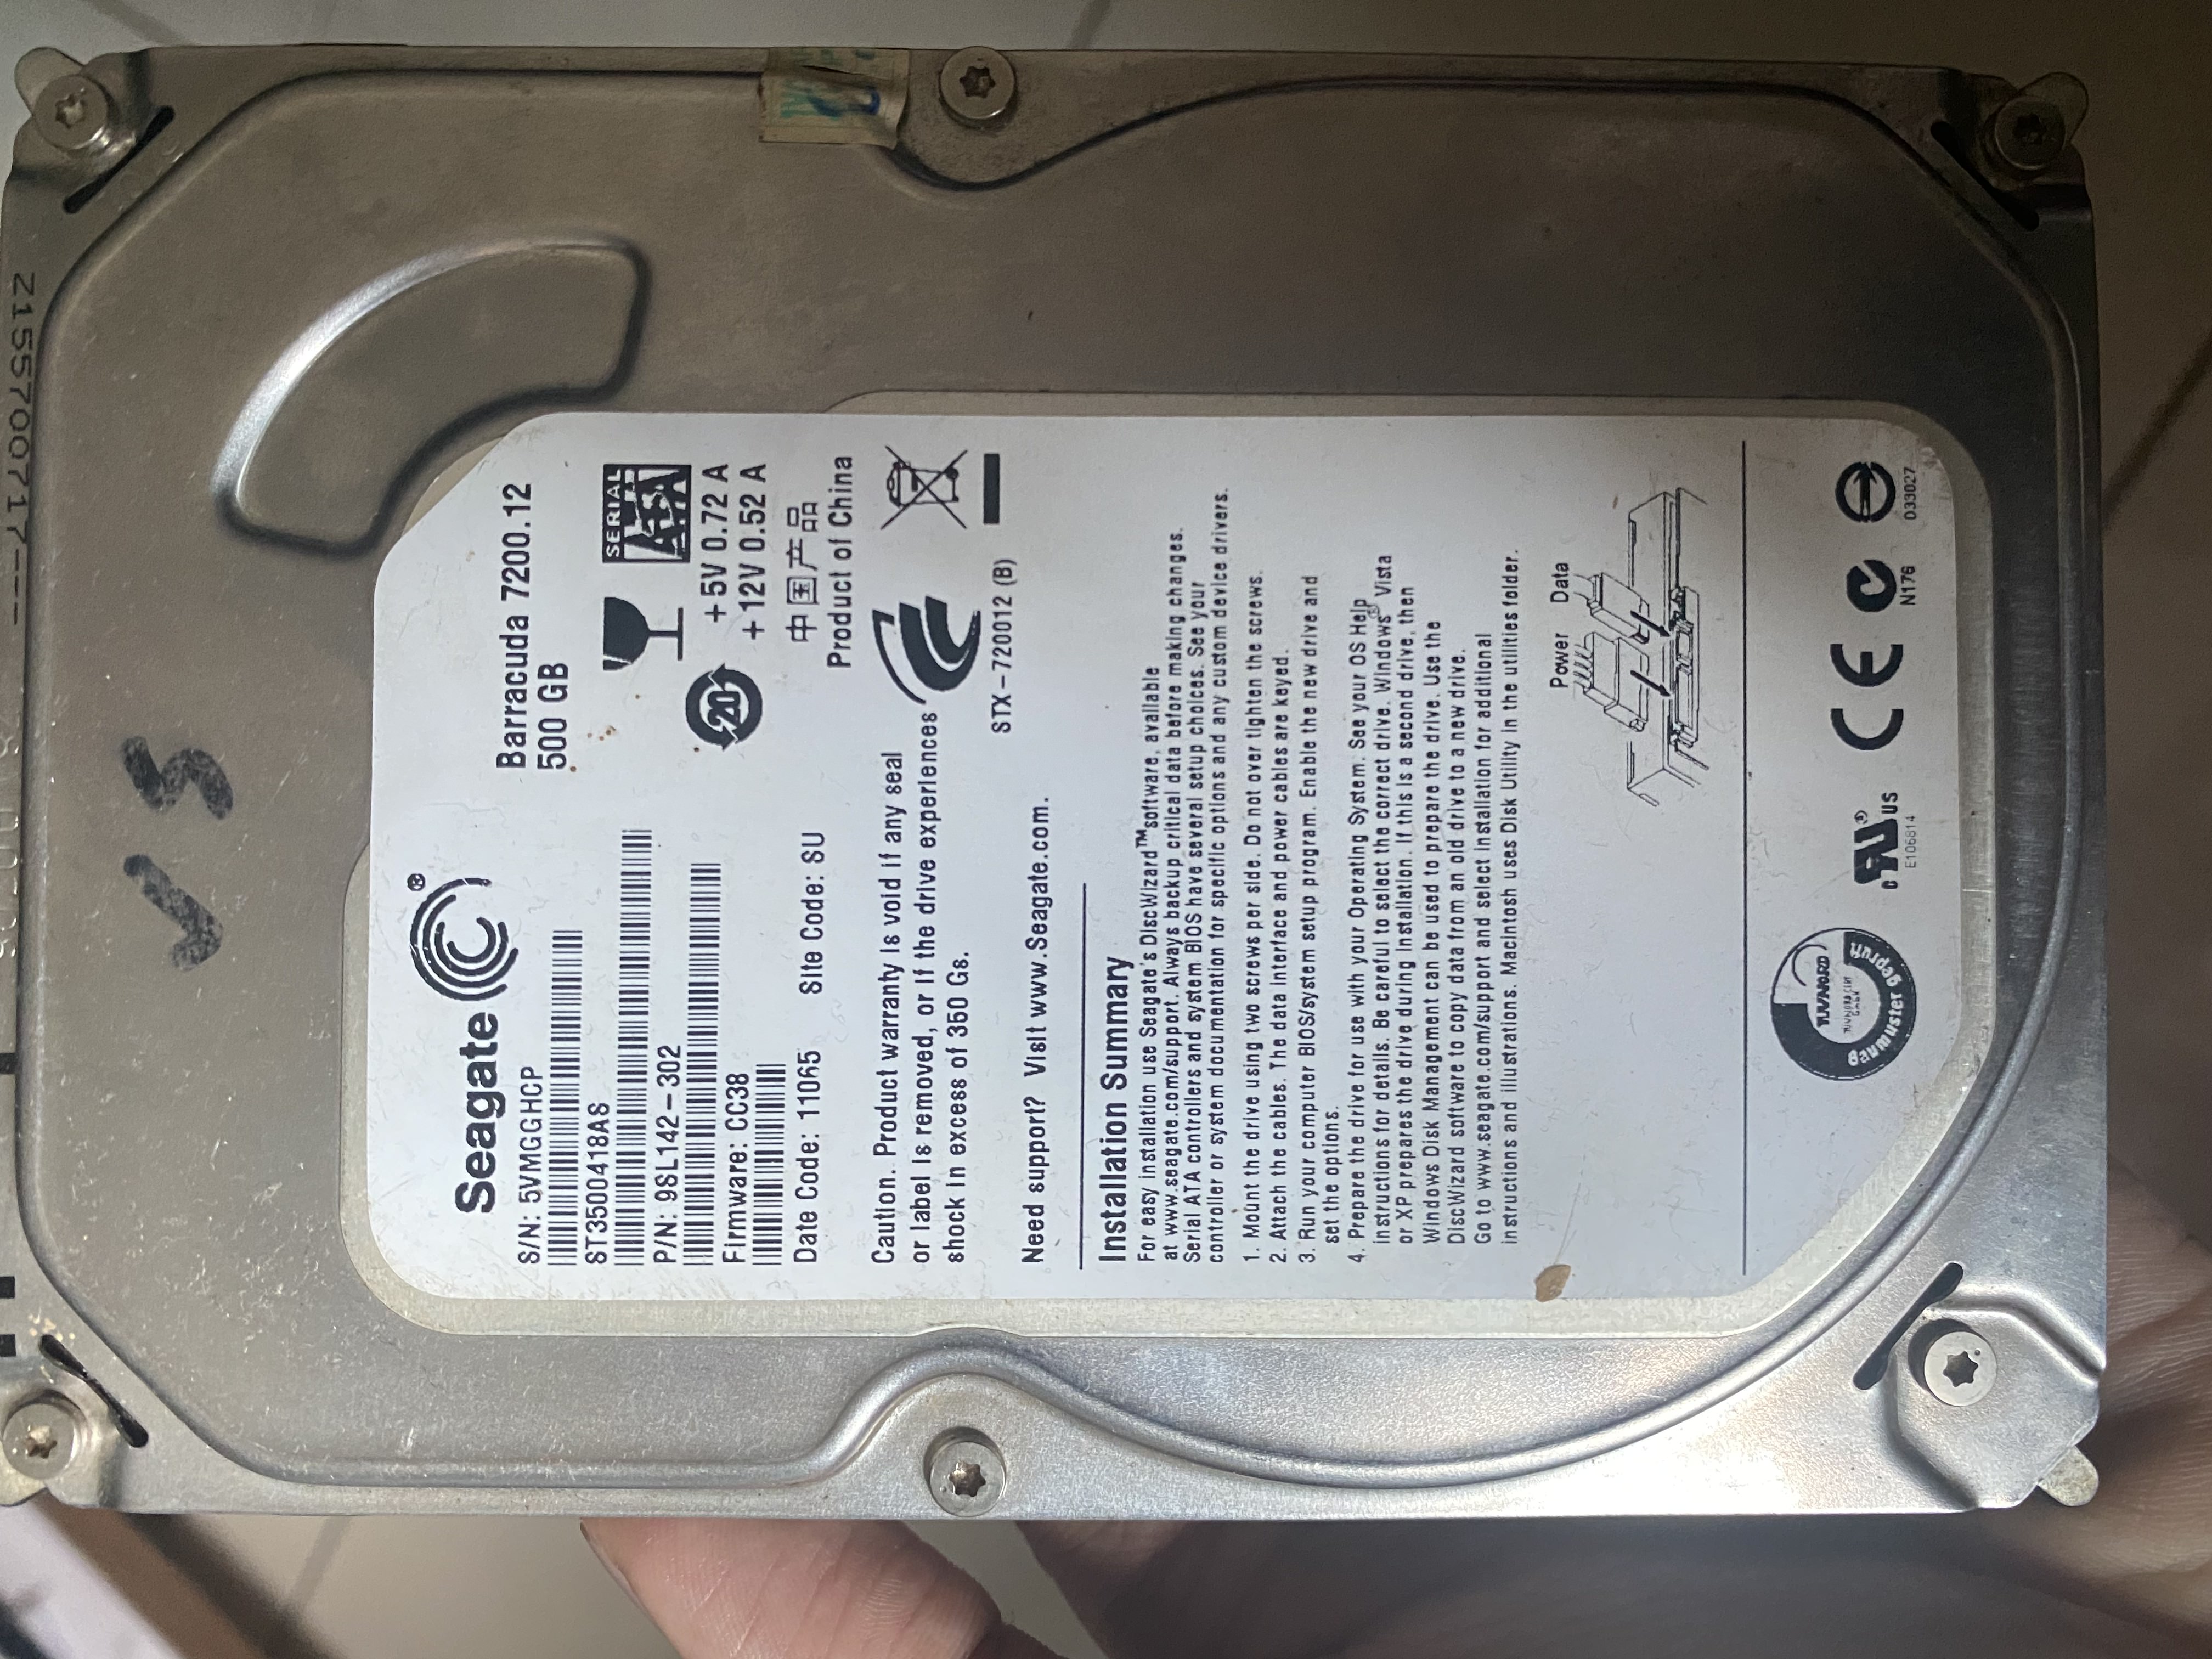 Z155700717---
VS
Seagate®
S/N: 5VMGGHCP
ST3500418AS
P/N: 9SL142-302
Firmware: CC38
Date Code: 11065 Site Code: SU
Barracuda 7200.12
500 GB
SERIAL
ATA
20
+5V 0.72 A
+12V 0.52 A
中国产品
Product of China
Caution. Product warranty is void if any seal
or label is removed, or if the drive experiences
shock in excess of 350 Gs.
STX-720012 (B)
Need support? Visit www.Seagate.com.
Installation Summary
For easy installation use Seagate's DiscWizard™ software, available
at www.seagate.com/support. Always backup critical data before making changes.
Serial ATA controllers and system BIOS have several setup choices. See your
controller or system documentation for specific options and any custom device drivers.
1. Mount the drive using two screws per side. Do not over tighten the screws.
2. Attach the cables. The data interface and power cables are keyed.
3. Run your computer BIOS/system setup program. Enable the new drive and
set the options.
4. Prepare the drive for use with your Operating System. See your OS Help
instructions for details. Be careful to select the correct drive. Windows® Vista
or XP prepares the drive during installation. If this is a second drive, then
Windows Disk Management can be used to prepare the drive. Use the
DiscWizard software to copy data from an old drive to a new drive.
Go to www.seagate.com/support and select installation for additional
instructions and illustrations. Macintosh uses Disk Utility in the utilities folder.
Power Data
TUVNORD
TUVNORD CERT
GmbH
Baumuster geprüft
c RU® US
E106814
CE
N176
D33027